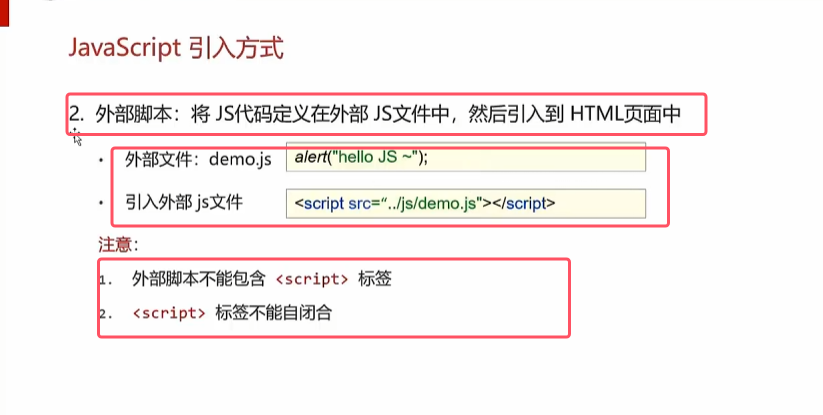 JavaScript 引入方式
2. 外部脚本：将 JS代码定义在外部 JS文件中，然后引入到 HTML页面中
• 外部文件：demo.js alert("hello JS ~");
• 引入外部 js文件 <script src=“../js/demo.js"></script>
注意：
1. 外部脚本不能包含 <script> 标签
2. <script> 标签不能自闭合